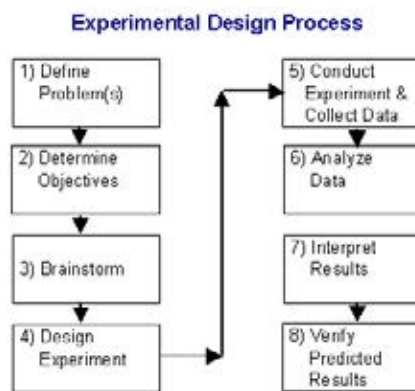 Experimental Design Process
1) Define
Problem(s)
2) Determine
Objectives
3) Brainstorm
4) Design
Experiment
5) Conduct
Experiment &
Collect Data
6) Analyze
Data
7) Interpret
Results
8) Verify
Predicted
Results